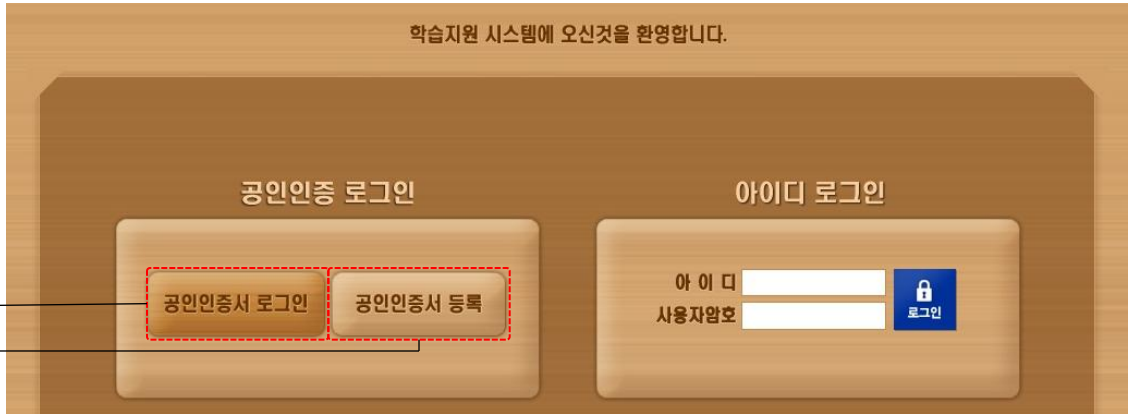 학습지원 시스템에 오신것을 환영합니다.
공인인증 로그인
공인인증서 로그인
공인인증서 등록
아이디 로그인
아 이 디
사용자암호
로그인